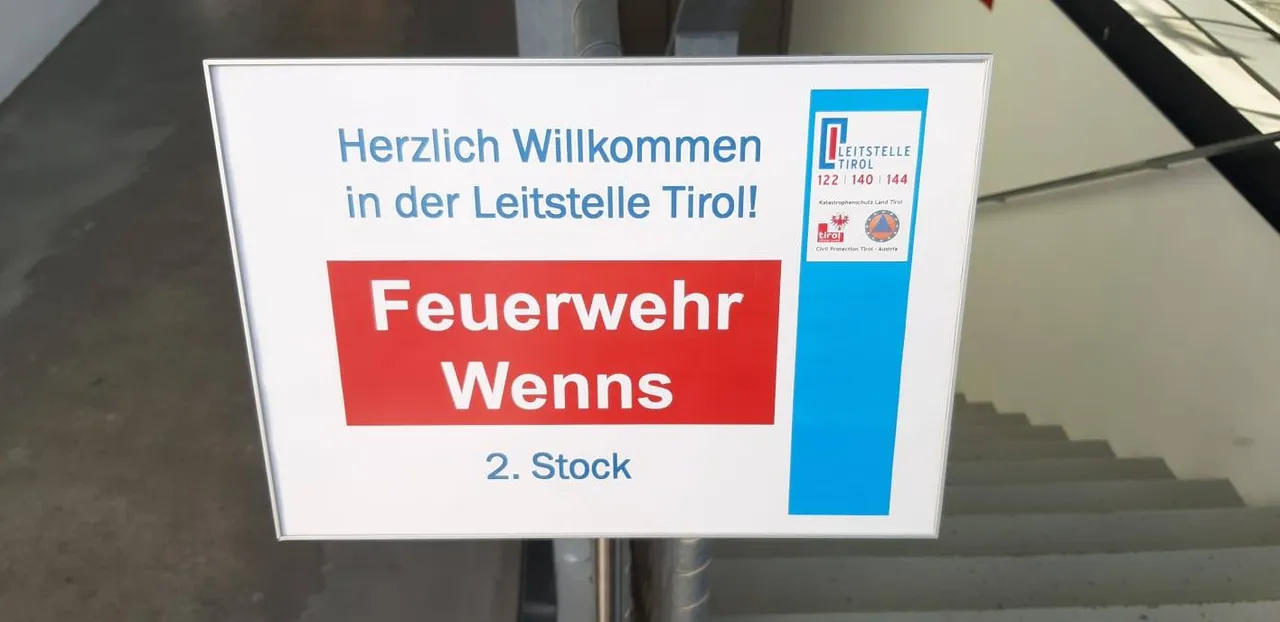 Herzlich Willkommen
in der Leitstelle Tirol!
Feuerwehr
Wenns
2. Stock
LEITSTELLE
TIROL
122 | 140 | 144
Katastrophenschutz Land Tirol
tirol
Civil Protection Tirol - Austria